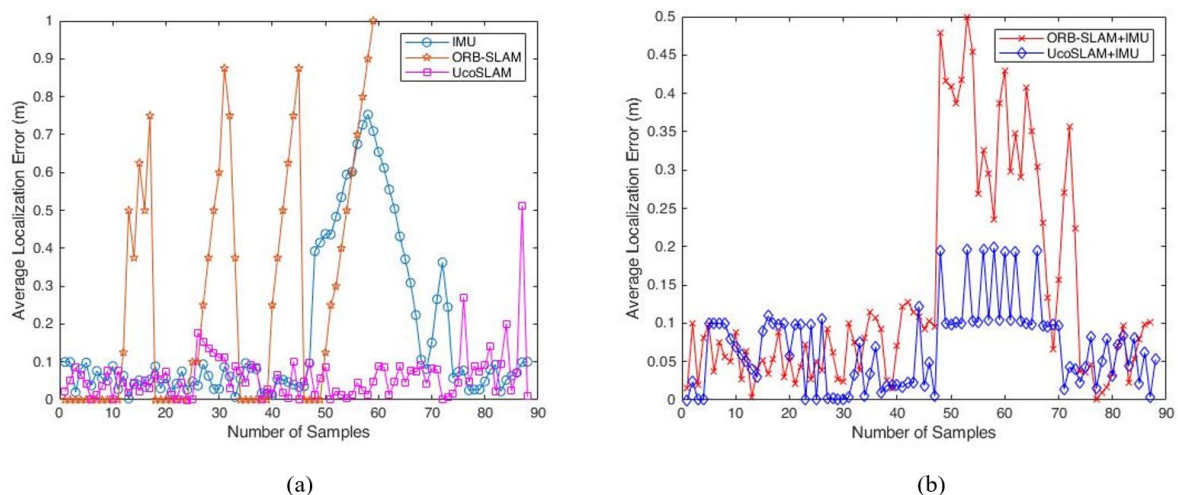 1
0.9
0.8
0.7
0.6
0.5
0.4
0.3
0.2
0.1
0
0 10 20 30 40 50 60 70 80 90
Average Localization Error (m)
Number of Samples
IMU
ORB-SLAM
UcoSLAM
(a)
0.5
0.45
0.4
0.35
0.3
0.25
0.2
0.15
0.1
0.05
0
0 10 20 30 40 50 60 70 80 90
Average Localization Error (m)
Number of Samples
ORB-SLAM+IMU
UcoSLAM+IMU
(b)